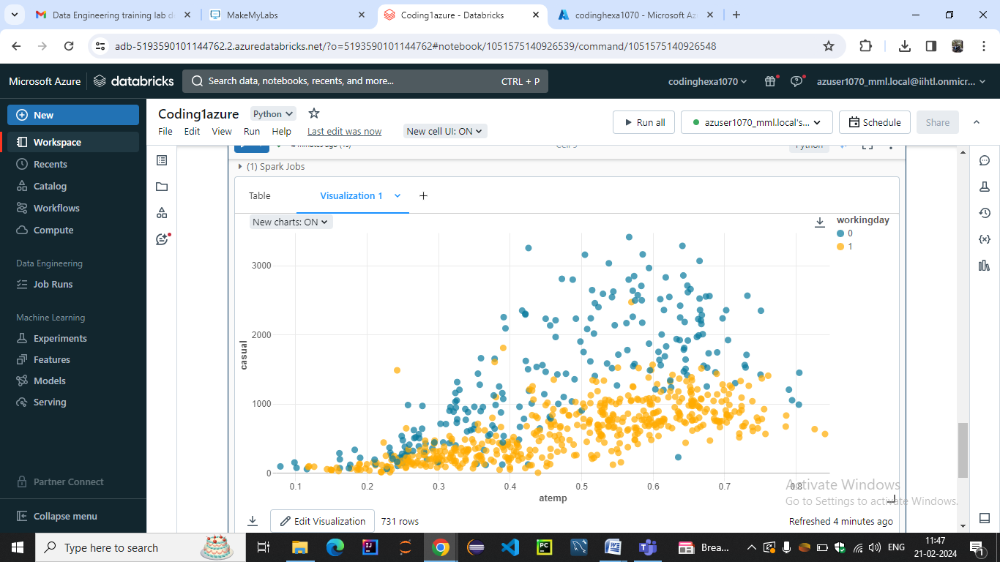 Data Engineering training lab d
MakeMyLabs
Coding1azure - Databricks
codinghexa1070 - Microsoft Az
adb-5193590101144762.2.azuredatabricks.net/?o=5193590101144762#notebook/1051575140926539/command/1051575140926548
Microsoft Azure
databricks
Search data, notebooks, recents, and more...
CTRL + P
codinghexa1070
azuser1070_mml.local@iihtl.onmicr...
New
Workspace
Recents
Catalog
Workflows
Compute
Data Engineering
Job Runs
Machine Learning
Experiments
Features
Models
Serving
Partner Connect
Collapse menu
Coding1azure
Python
File Edit View Run Help Last edit was now New cell UI: ON
Run all
azuser1070_mml.local's...
Schedule
Share
4 minutes ago (1s)
Python
(1) Spark Jobs
Table
Visualization 1
New charts: ON
workingday
0
1
3000
2000
1000
0
casual
0.1 0.2 0.3 0.4 0.5 0.6 0.7 0.8
atemp
Activate Windows
Go to Settings to activate Windows.
Edit Visualization
731 rows
Refreshed 4 minutes ago
Type here to search
Brea...
ENG
11:47
21-02-2024
1